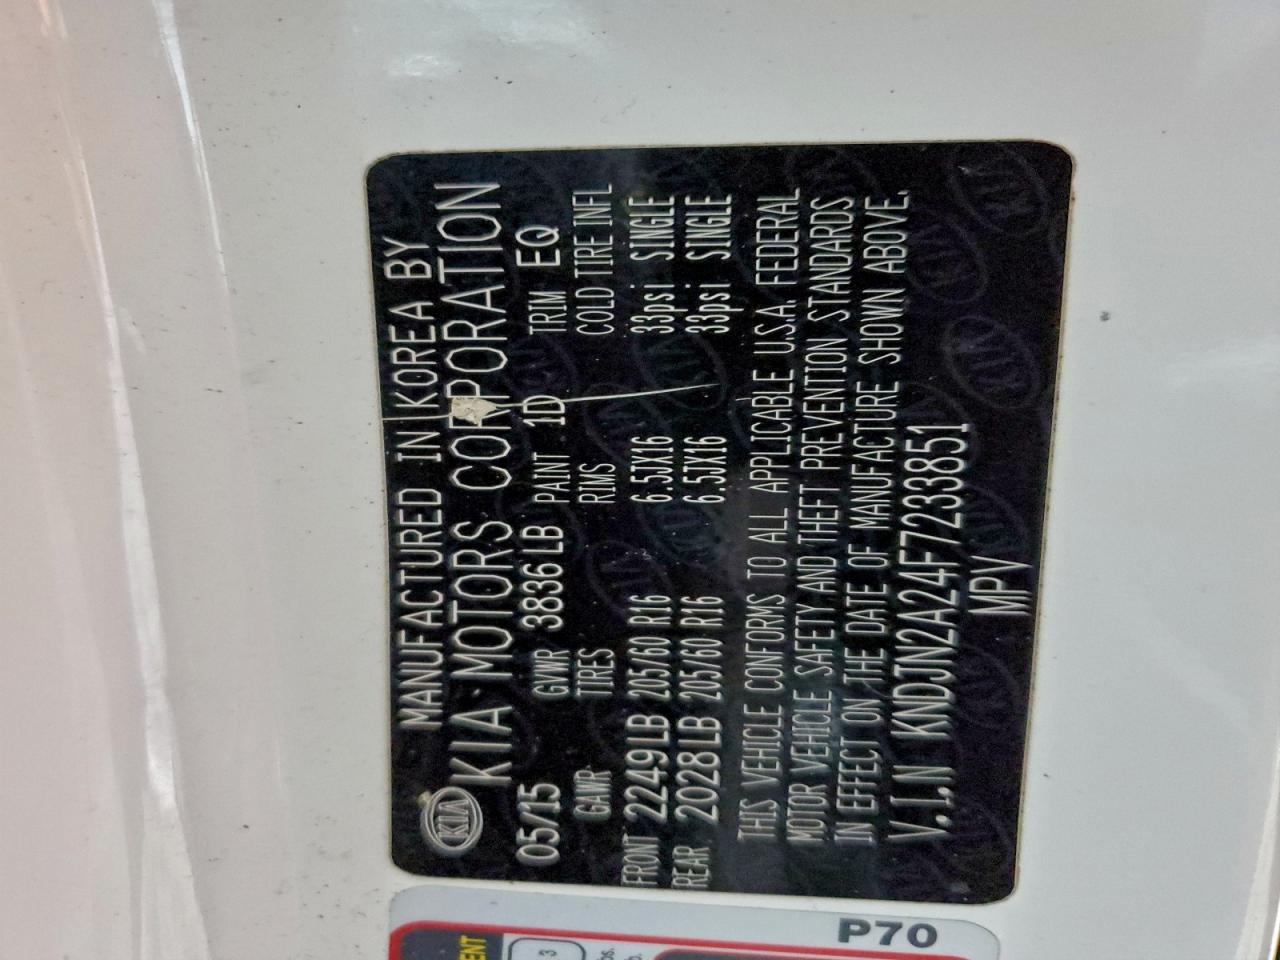 KIA
MANUFACTURED IN KOREA BY
KIA MOTORS CORPORATION
05/15 GVWR 3836LB PAINT 1D TRIM EQ
GAWR TIRES RIMS COLD TIRE INFL
FRONT 2249LB 205/60 R16 6.5JX16 33psi SINGLE
REAR 2028LB 205/60 R16 6.5JX16 33psi SINGLE
THIS VEHICLE CONFORMS TO ALL APPLICABLE U.S.A. FEDERAL
MOTOR VEHICLE SAFETY AND THEFT PREVENTION STANDARDS
IN EFFECT ON THE DATE OF MANUFACTURE SHOWN ABOVE.
V.I.N KNDJN2A24F7233851
MPV
3
P70